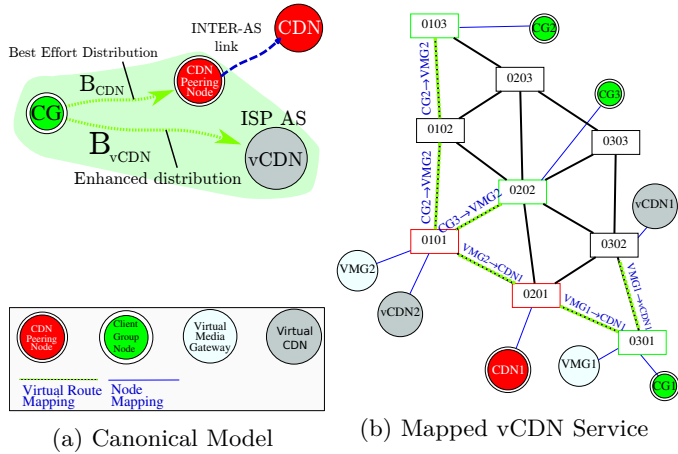 INTER-AS
link
CDN
Best Effort Distribution
CDN
Peering
Node
BCDN
CG
ISP AS
BvCDN
vCDN
Enhanced distribution
CDN
Peering
Node
Client
Group
Node
Virtual
Media
Gateway
Virtual
CDN
Virtual Route
Mapping
Node
Mapping
(a) Canonical Model
0103
CG2
CG2→VMG2
0203
CG3
0102
0303
CG2→VMG2
CG3→VMG2
0202
vCDN1
0101
0302
VMG2
VMG2→CDN1
VMG1→vCDN1
vCDN2
0201
VMG1→CDN1
0301
CDN1
VMG1
CG1
(b) Mapped vCDN Service